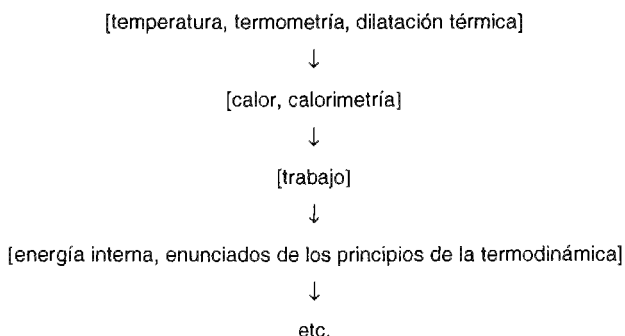 [temperatura, termometría, dilatación térmica]
↓
[calor, calorimetría]
↓
[trabajo]
↓
[energía interna, enunciados de los principios de la termodinámica]
↓
etc.